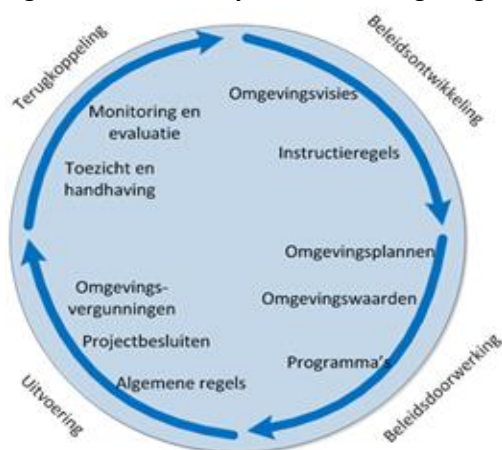 Terugkoppeling
Beleidsontwikkeling
Omgevingsvisies
Monitoring en
evaluatie
Instructieregels
Toezicht en
handhaving
Omgevingsplannen
Omgevings-
vergunningen
Omgevingswaarden
Projectbesluiten
Programma's
Algemene regels
Uitvoering
Beleidsdoorwerking